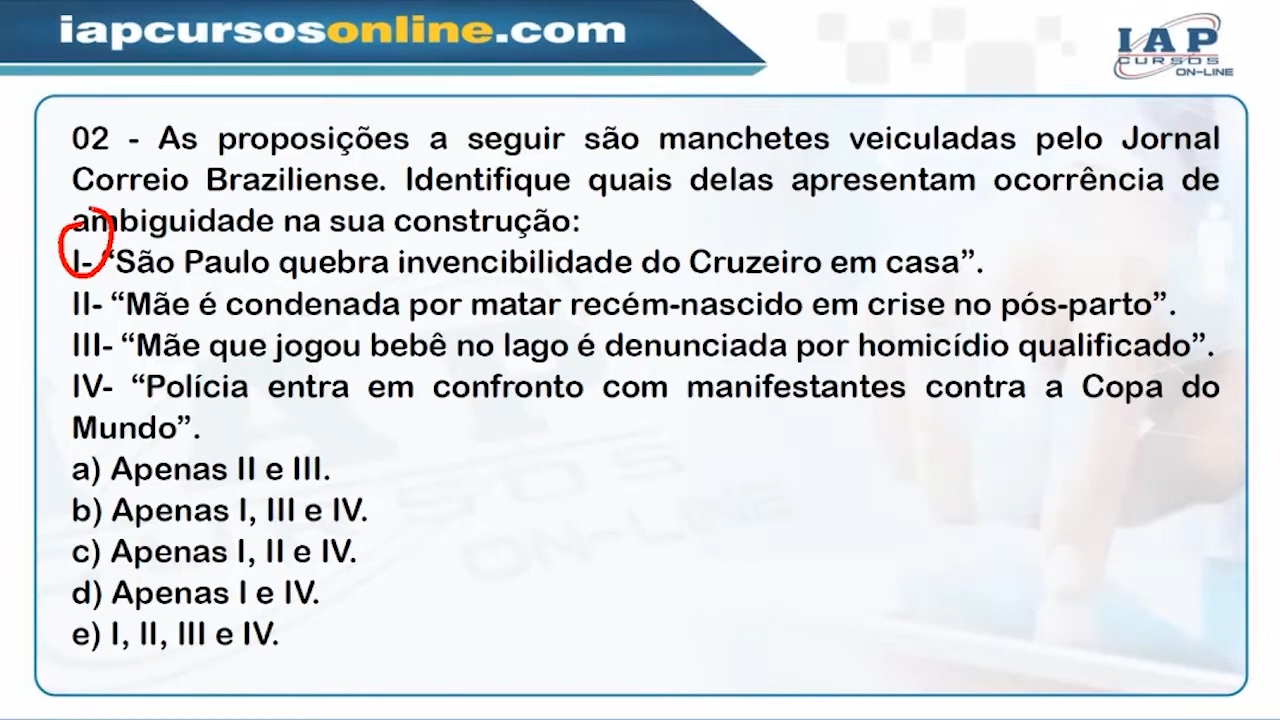 iapcursosonline.com
IAP
CURSOS
ON-LINE
02 - As proposições a seguir são manchetes veiculadas pelo Jornal
Correio Braziliense. Identifique quais delas apresentam ocorrência de
ambiguidade na sua construção:
I- “São Paulo quebra invencibilidade do Cruzeiro em casa”.
II- “Mãe é condenada por matar recém-nascido em crise no pós-parto”.
III- “Mãe que jogou bebê no lago é denunciada por homicídio qualificado”.
IV- “Polícia entra em confronto com manifestantes contra a Copa do
Mundo”.
a) Apenas II e III.
b) Apenas I, III e IV.
c) Apenas I, II e IV.
d) Apenas I e IV.
e) I, II, III e IV.